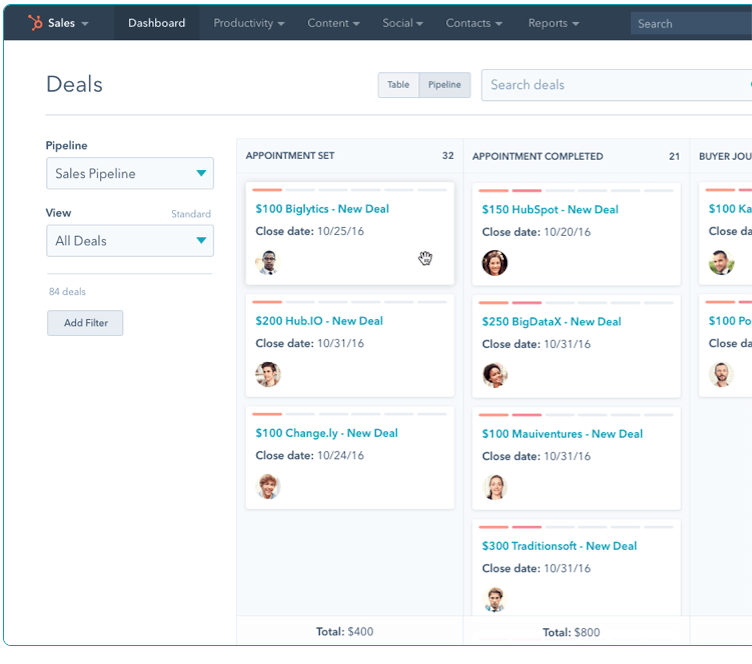 Sales Dashboard Productivity Content Social Contacts Reports Search
Deals
Table Pipeline Search deals
Pipeline
Sales Pipeline
View Standard
All Deals
84 deals
Add Filter
APPOINTMENT SET 32
$100 Biglytics - New Deal
Close date: 10/25/16
$200 Hub.IO - New Deal
Close date: 10/31/16
$100 Change.ly - New Deal
Close date: 10/24/16
Total: $400
APPOINTMENT COMPLETED 21
$150 HubSpot - New Deal
Close date: 10/20/16
$250 BigDataX - New Deal
Close date: 10/31/16
$100 Mauiventures - New Deal
Close date: 10/31/16
$300 Traditionsoft - New Deal
Close date: 10/31/16
Total: $800
BUYER JOU
$100 Ka
Close da
$100 Po
Close da